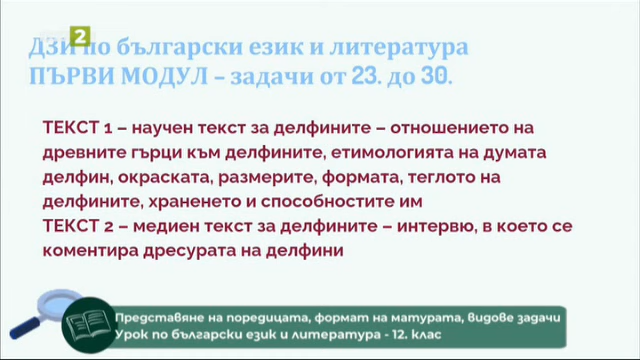 2
ДЗИ по български език и литература
ПЪРВИ МОДУЛ – задачи от 23. до 30.
ТЕКСТ 1 – научен текст за делфините – отношението на
древните гърци към делфините, етимологията на думата
делфин, окраската, размерите, формата, теглото на
делфините, храненето и способностите им
ТЕКСТ 2 – медиен текст за делфините – интервю, в което се
коментира дресурата на делфини
Представяне на поредицата, формат на матурата, видове задачи
Урок по български език и литература - 12. клас